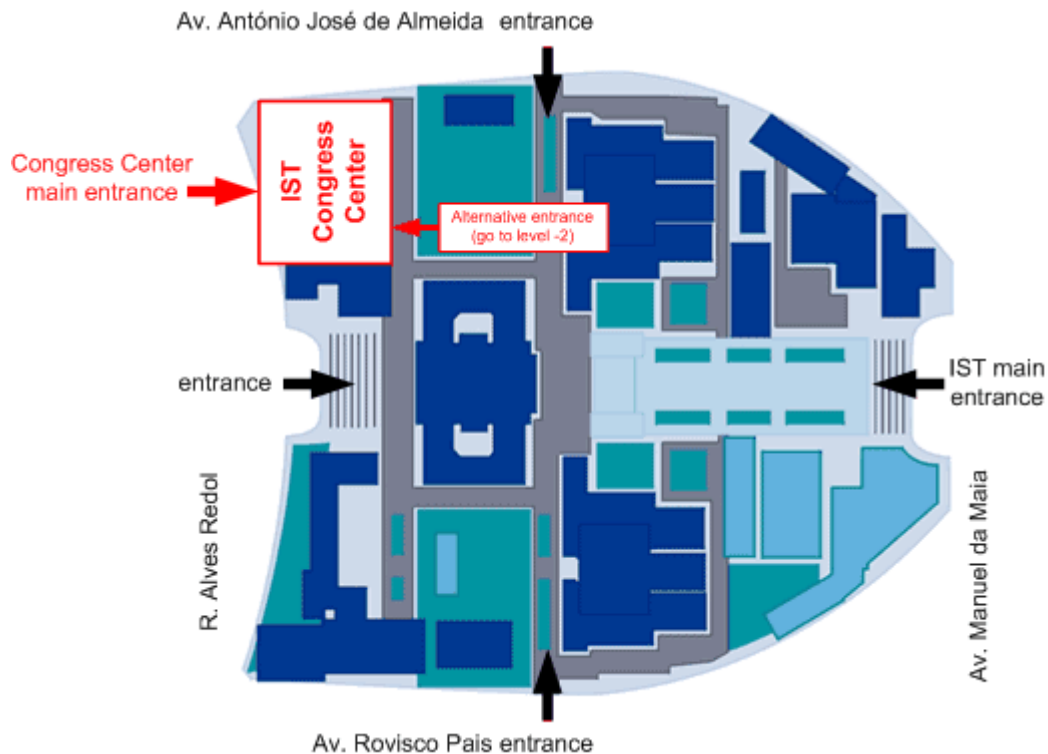 Av. António José de Almeida entrance
Congress Center
main entrance
IST
Congress
Center
Alternative entrance
(go to level -2)
entrance
IST main
entrance
R. Alves Redol
Av. Manuel da Maia
Av. Rovisco Pais entrance